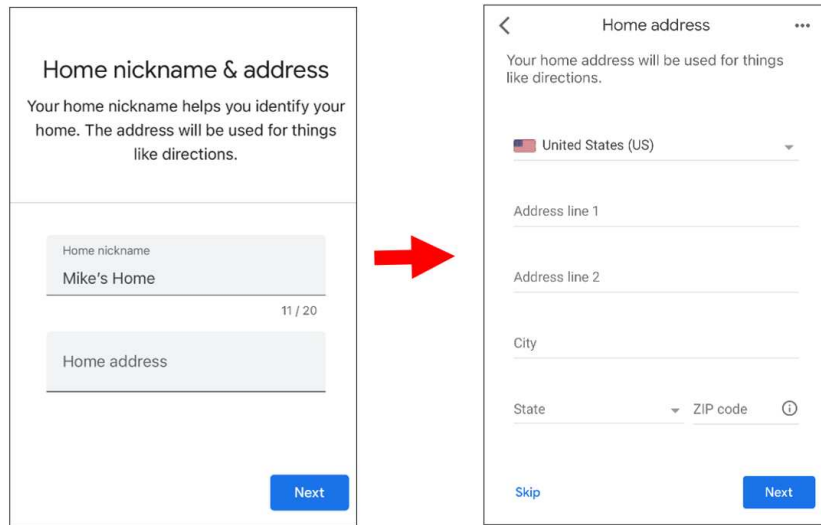 Home nickname & address
Your home nickname helps you identify your
home. The address will be used for things
like directions.
Home nickname
Mike's Home
11 / 20
Home address
Next
Home address
Your home address will be used for things
like directions.
United States (US)
Address line 1
Address line 2
City
State
ZIP code
Skip
Next